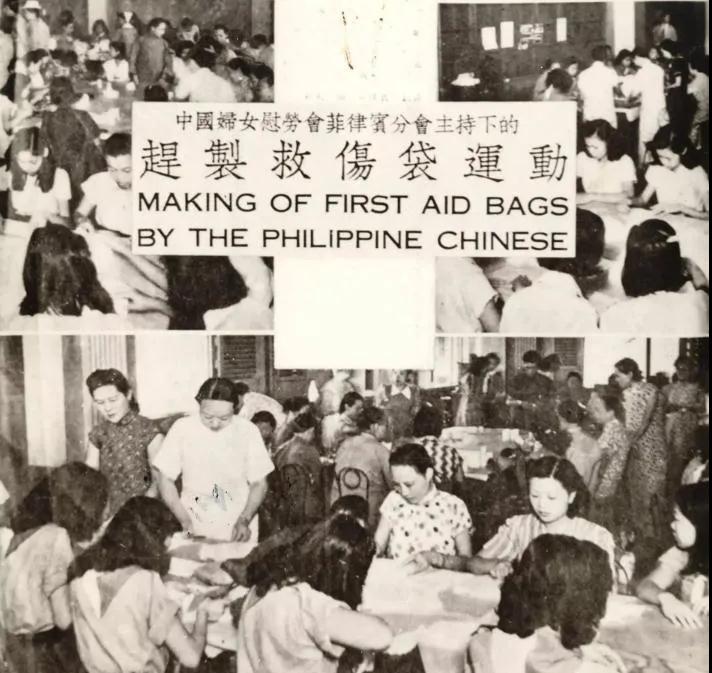 中國婦女慰勞會菲律賓分會主持下的
趕製救傷袋運動
MAKING OF FIRST AID BAGS
BY THE PHILIPPINE CHINESE